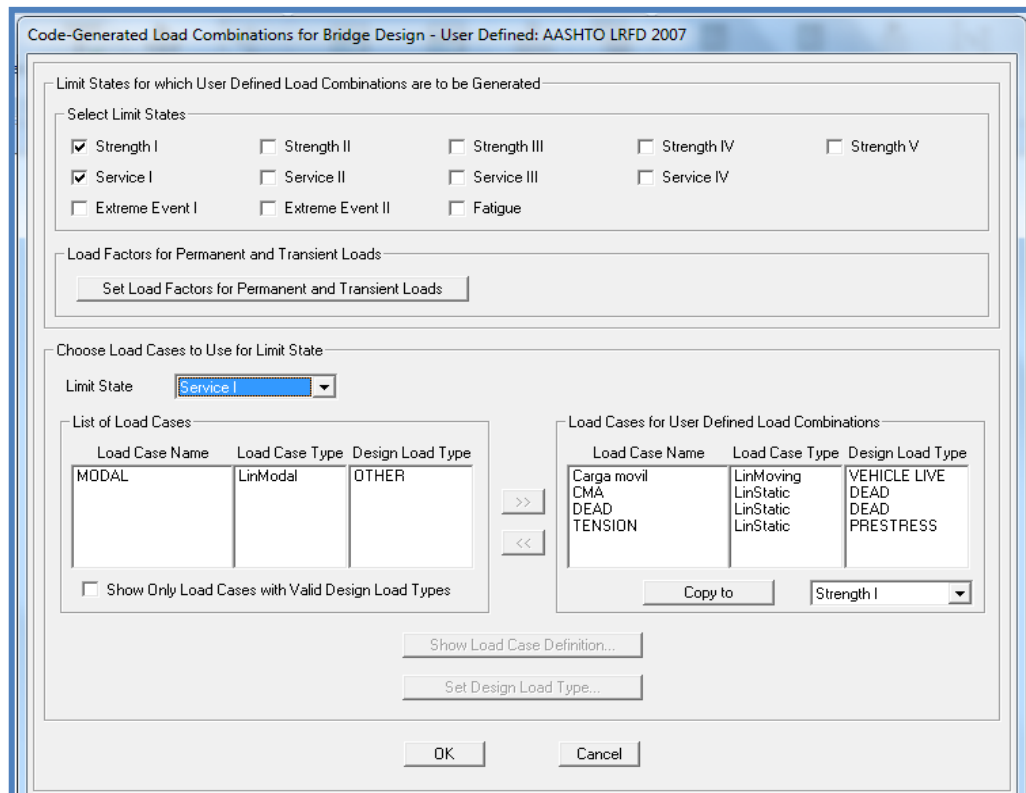 Code-Generated Load Combinations for Bridge Design - User Defined: AASHTO LRFD 2007
Limit States for which User Defined Load Combinations are to be Generated
Select Limit States
Strength I Strength II Strength III Strength IV Strength V
Service I Service II Service III Service IV
Extreme Event I Extreme Event II Fatigue
Load Factors for Permanent and Transient Loads
Set Load Factors for Permanent and Transient Loads
Choose Load Cases to Use for Limit State
Limit State Service I
List of Load Cases
Load Case Name Load Case Type Design Load Type
MODAL LinModal OTHER
Show Only Load Cases with Valid Design Load Types
>>
<<
Load Cases for User Defined Load Combinations
Load Case Name Load Case Type Design Load Type
Carga movil LinMoving VEHICLE LIVE
CMA LinStatic DEAD
DEAD LinStatic DEAD
TENSION LinStatic PRESTRESS
Copy to Strength I
Show Load Case Definition...
Set Design Load Type...
OK Cancel